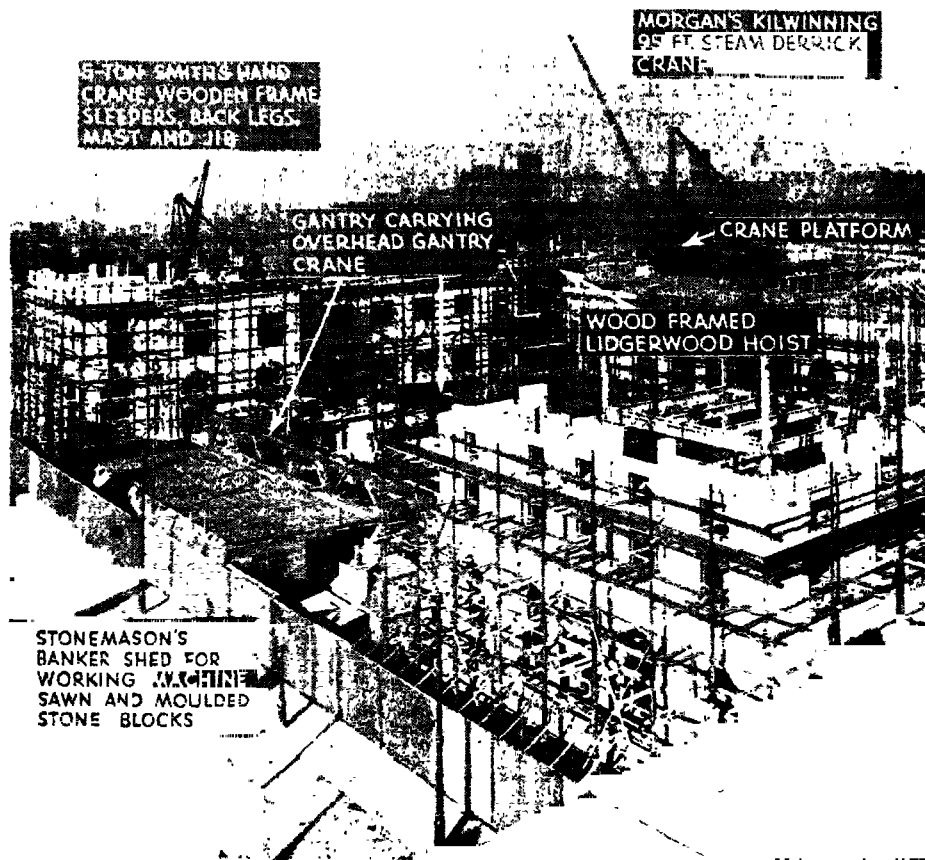 MORGAN'S KILWINNING
95 FT. STEAM DERRICK
CRANE
5-TON SMITH'S HAND
CRANE, WOODEN FRAME
SLEEPERS, BACK LEGS,
MAST AND JIB
GANTRY CARRYING
OVERHEAD GANTRY
CRANE
CRANE PLATFORM
WOOD FRAMED
LIDGERWOOD HOIST
STONEMASON'S
BANKER SHED FOR
WORKING MACHINE
SAWN AND MOULDED
STONE BLOCKS